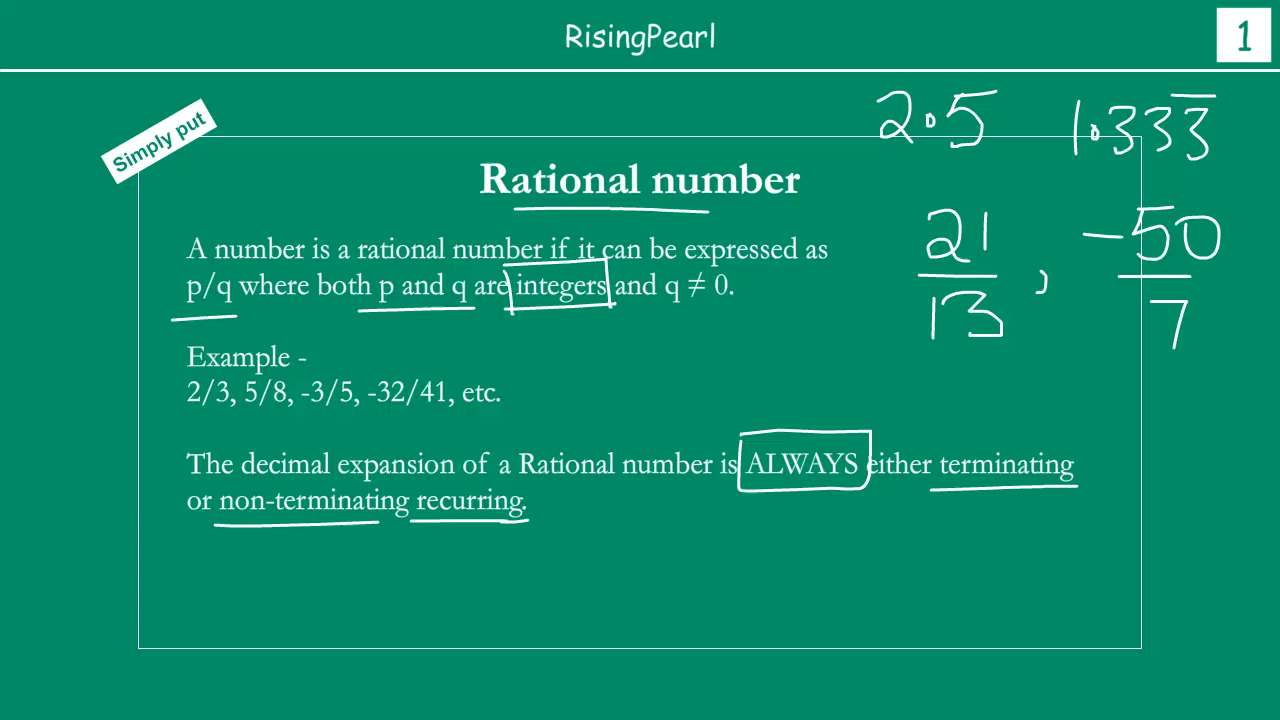 RisingPearl
1
Simply put
2.5 1.333̅
Rational number
A number is a rational number if it can be expressed as
p/q where both p and q are integers and q ≠ 0.
21/13 , -50/7
Example -
2/3, 5/8, -3/5, -32/41, etc.
The decimal expansion of a Rational number is ALWAYS either terminating
or non-terminating recurring.